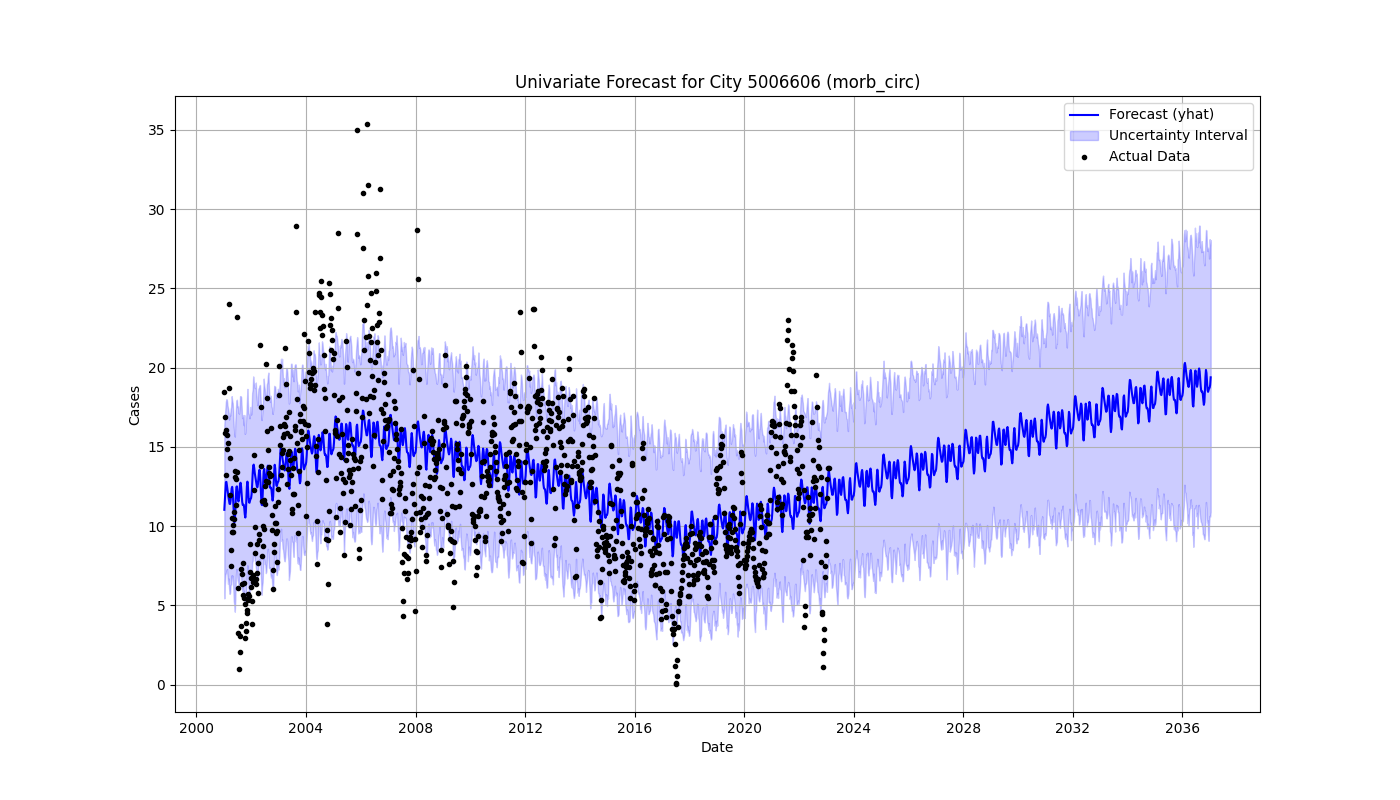 Univariate Forecast for City 5006606 (morb_circ)
Forecast (yhat)
Uncertainty Interval
Actual Data
35
30
25
20
15
10
5
0
Cases
2000 2004 2008 2012 2016 2020 2024 2028 2032 2036
Date